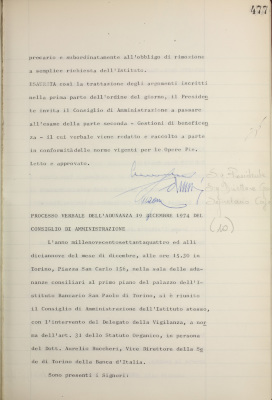 477
precario e subordinatamente all'obbligo di rimozione
a semplice richiesta dell'Istituto.
ESAURITA così la trattazione degli argomenti iscritti
nella prima parte dell'ordine del giorno, il Presiden
te invita il Consiglio di Amministrazione a passare
all'esame della parte seconda - Gestioni di beneficen
za - il cui verbale viene redatto e raccolto a parte
in conformità delle norme vigenti per le Opere Pie.
Letto e approvato.
PROCESSO VERBALE DELL'ADUNANZA 19 DICEMBRE 1974 DEL
CONSIGLIO DI AMMINISTRAZIONE
L'anno millenovecentosettantaquattro ed alli
diciannove del mese di dicembre, alle ore 15.30 in
Torino, Piazza San Carlo 156, nella sala delle adu-
nanze consiliari al primo piano del palazzo dell'I-
stituto Bancario San Paolo di Torino, si è riunito
il Consiglio di Amministrazione dell'Istituto stesso,
con l'intervento del Delegato della Vigilanza, a nor
ma dell'art. 31 dello Statuto Organico, in persona
del Dott. Aurelio Buccheri, Vice Direttore della Se
de di Torino della Banca d'Italia.
Sono presenti i Signori: